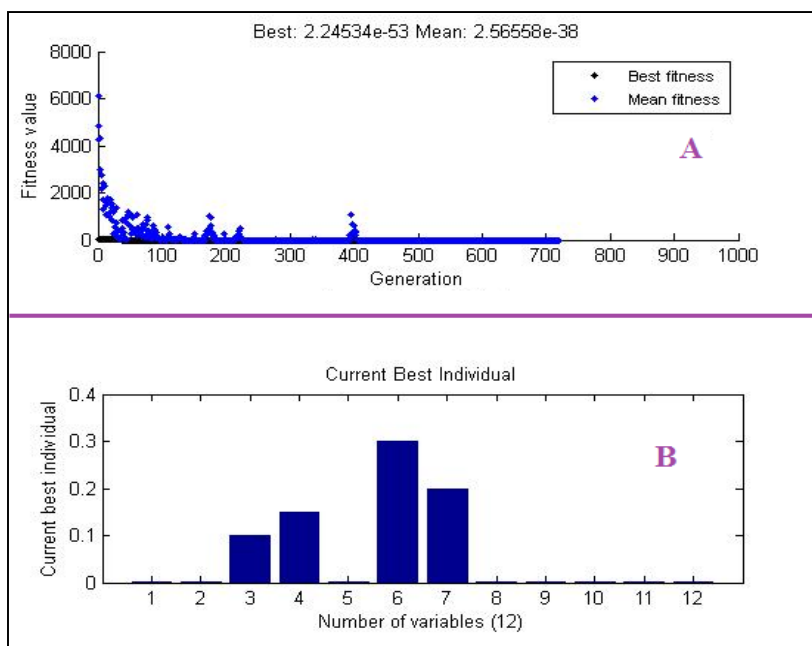 Best: 2.24534e-53 Mean: 2.56558e-38
8000
6000
4000
2000
0
Fitness value
Best fitness
Mean fitness
A
0 100 200 300 400 500 600 700 800 900 1000
Generation
Current Best Individual
0.4
0.3
0.2
0.1
0
Current best individual
B
1 2 3 4 5 6 7 8 9 10 11 12
Number of variables (12)